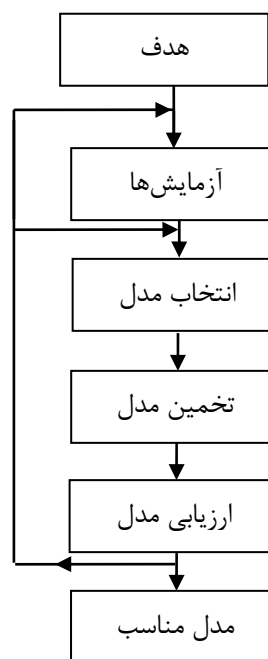 هدف
آزمایش‌ها
انتخاب مدل
تخمین مدل
ارزیابی مدل
مدل مناسب